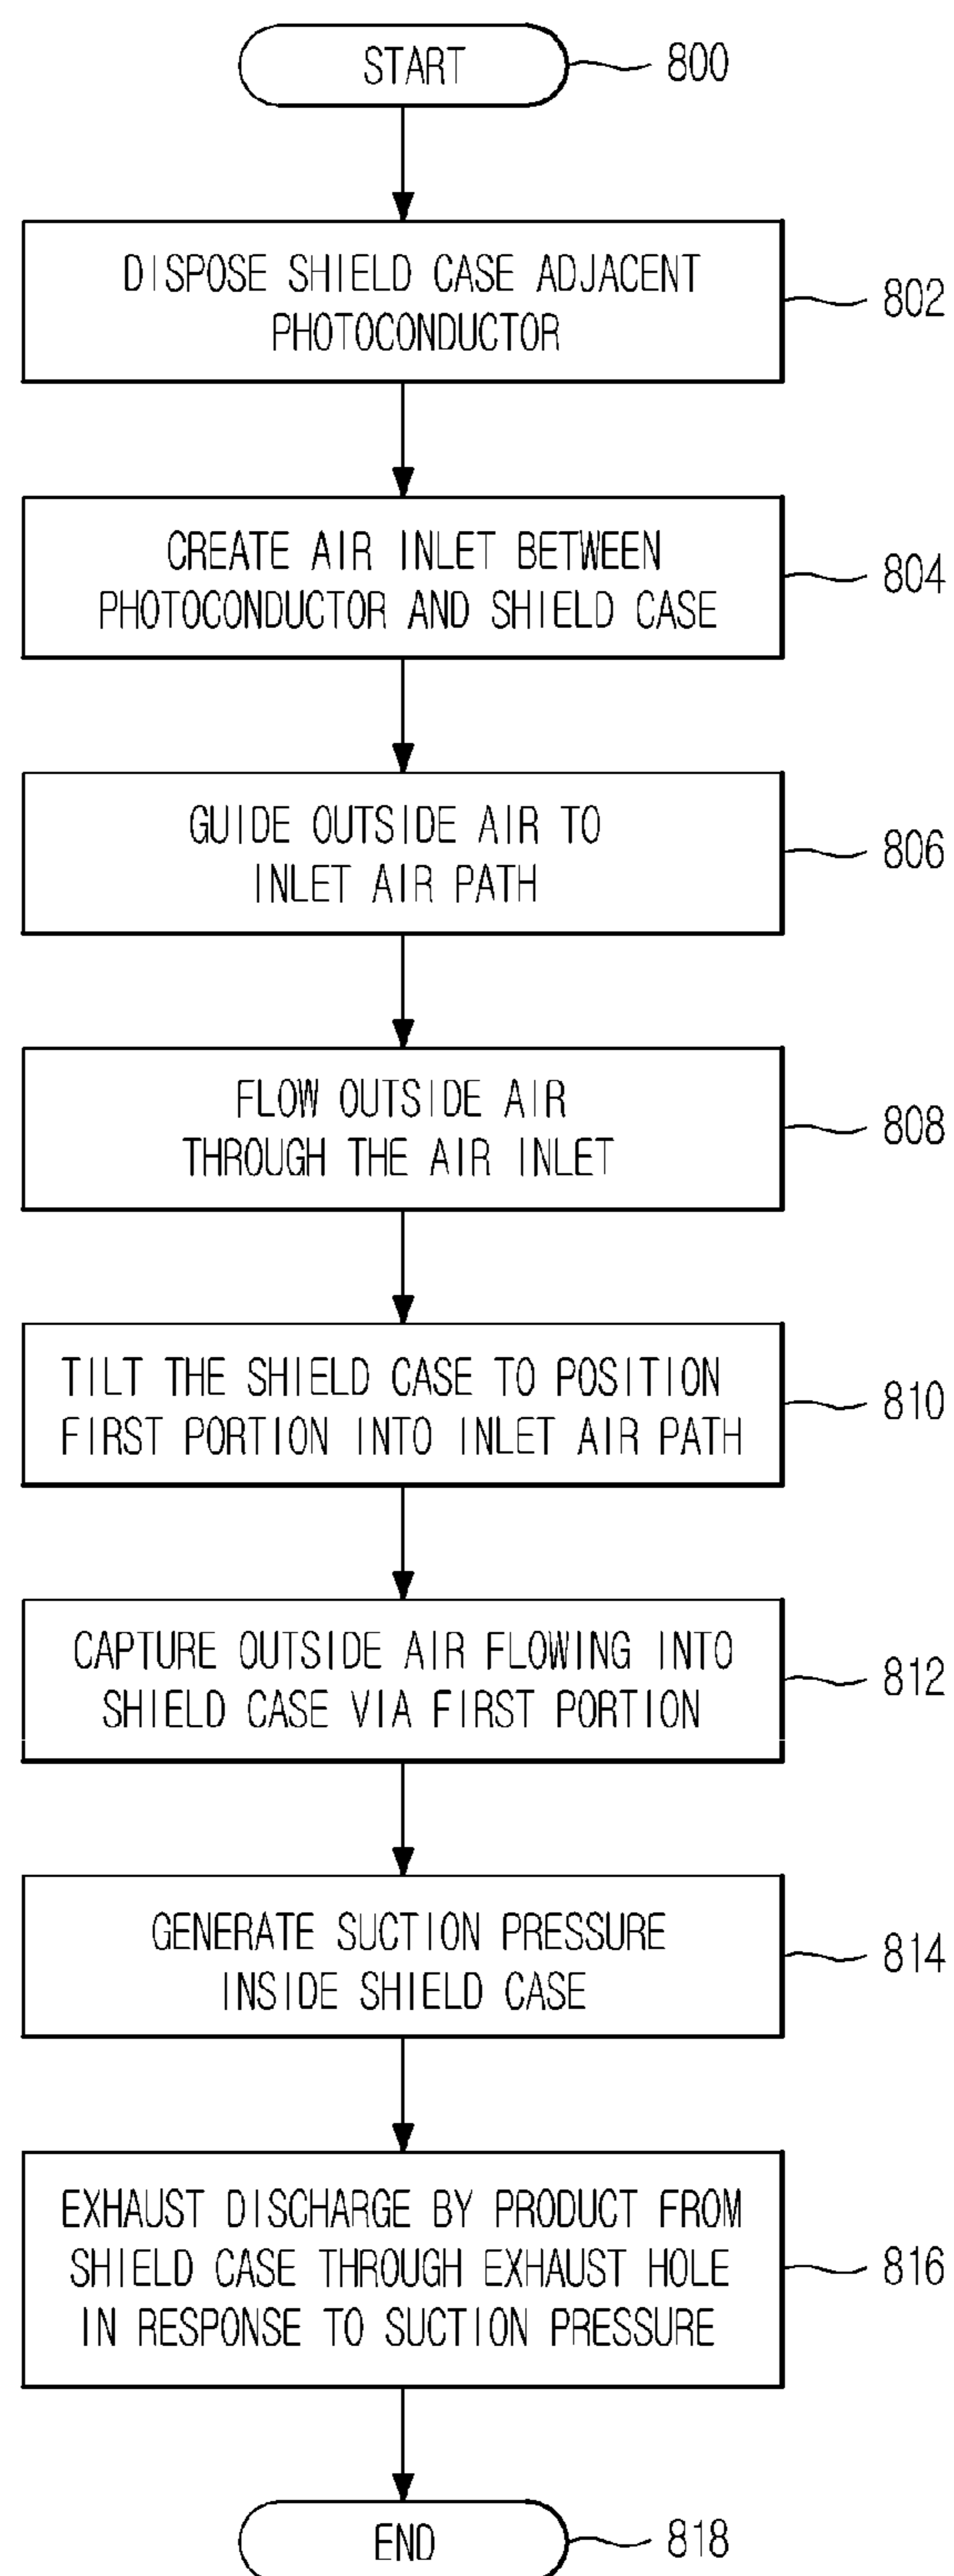 START
800
DISPOSE SHIELD CASE ADJACENT
PHOTOCONDUCTOR
802
CREATE AIR INLET BETWEEN
PHOTOCONDUCTOR AND SHIELD CASE
804
GUIDE OUTSIDE AIR TO
INLET AIR PATH
806
FLOW OUTSIDE AIR
THROUGH THE AIR INLET
808
TILT THE SHIELD CASE TO POSITION
FIRST PORTION INTO INLET AIR PATH
810
CAPTURE OUTSIDE AIR FLOWING INTO
SHIELD CASE VIA FIRST PORTION
812
GENERATE SUCTION PRESSURE
INSIDE SHIELD CASE
814
EXHAUST DISCHARGE BY PRODUCT FROM
SHIELD CASE THROUGH EXHAUST HOLE
IN RESPONSE TO SUCTION PRESSURE
816
END
818